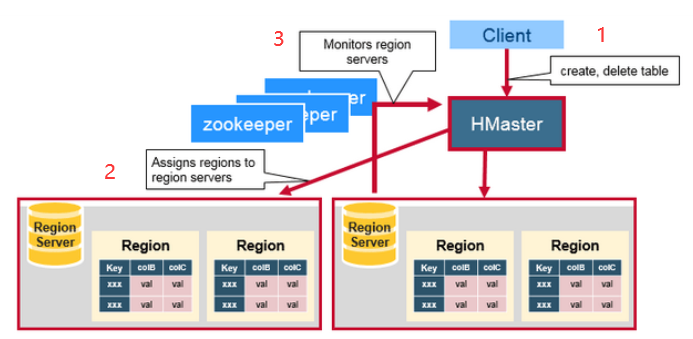 3
Client
1
Monitors region
servers
create, delete table
er
eper
zookeeper
HMaster
2
Assigns regions to
region servers
Region
Server
Region
Region
Key colB colC
xxx val val
xxx val val
Key colB colC
xxx val val
xxx val val
Region
Server
Region
Region
Key colB colC
xxx val val
xxx val val
Key colB colC
xxx val val
xxx val val